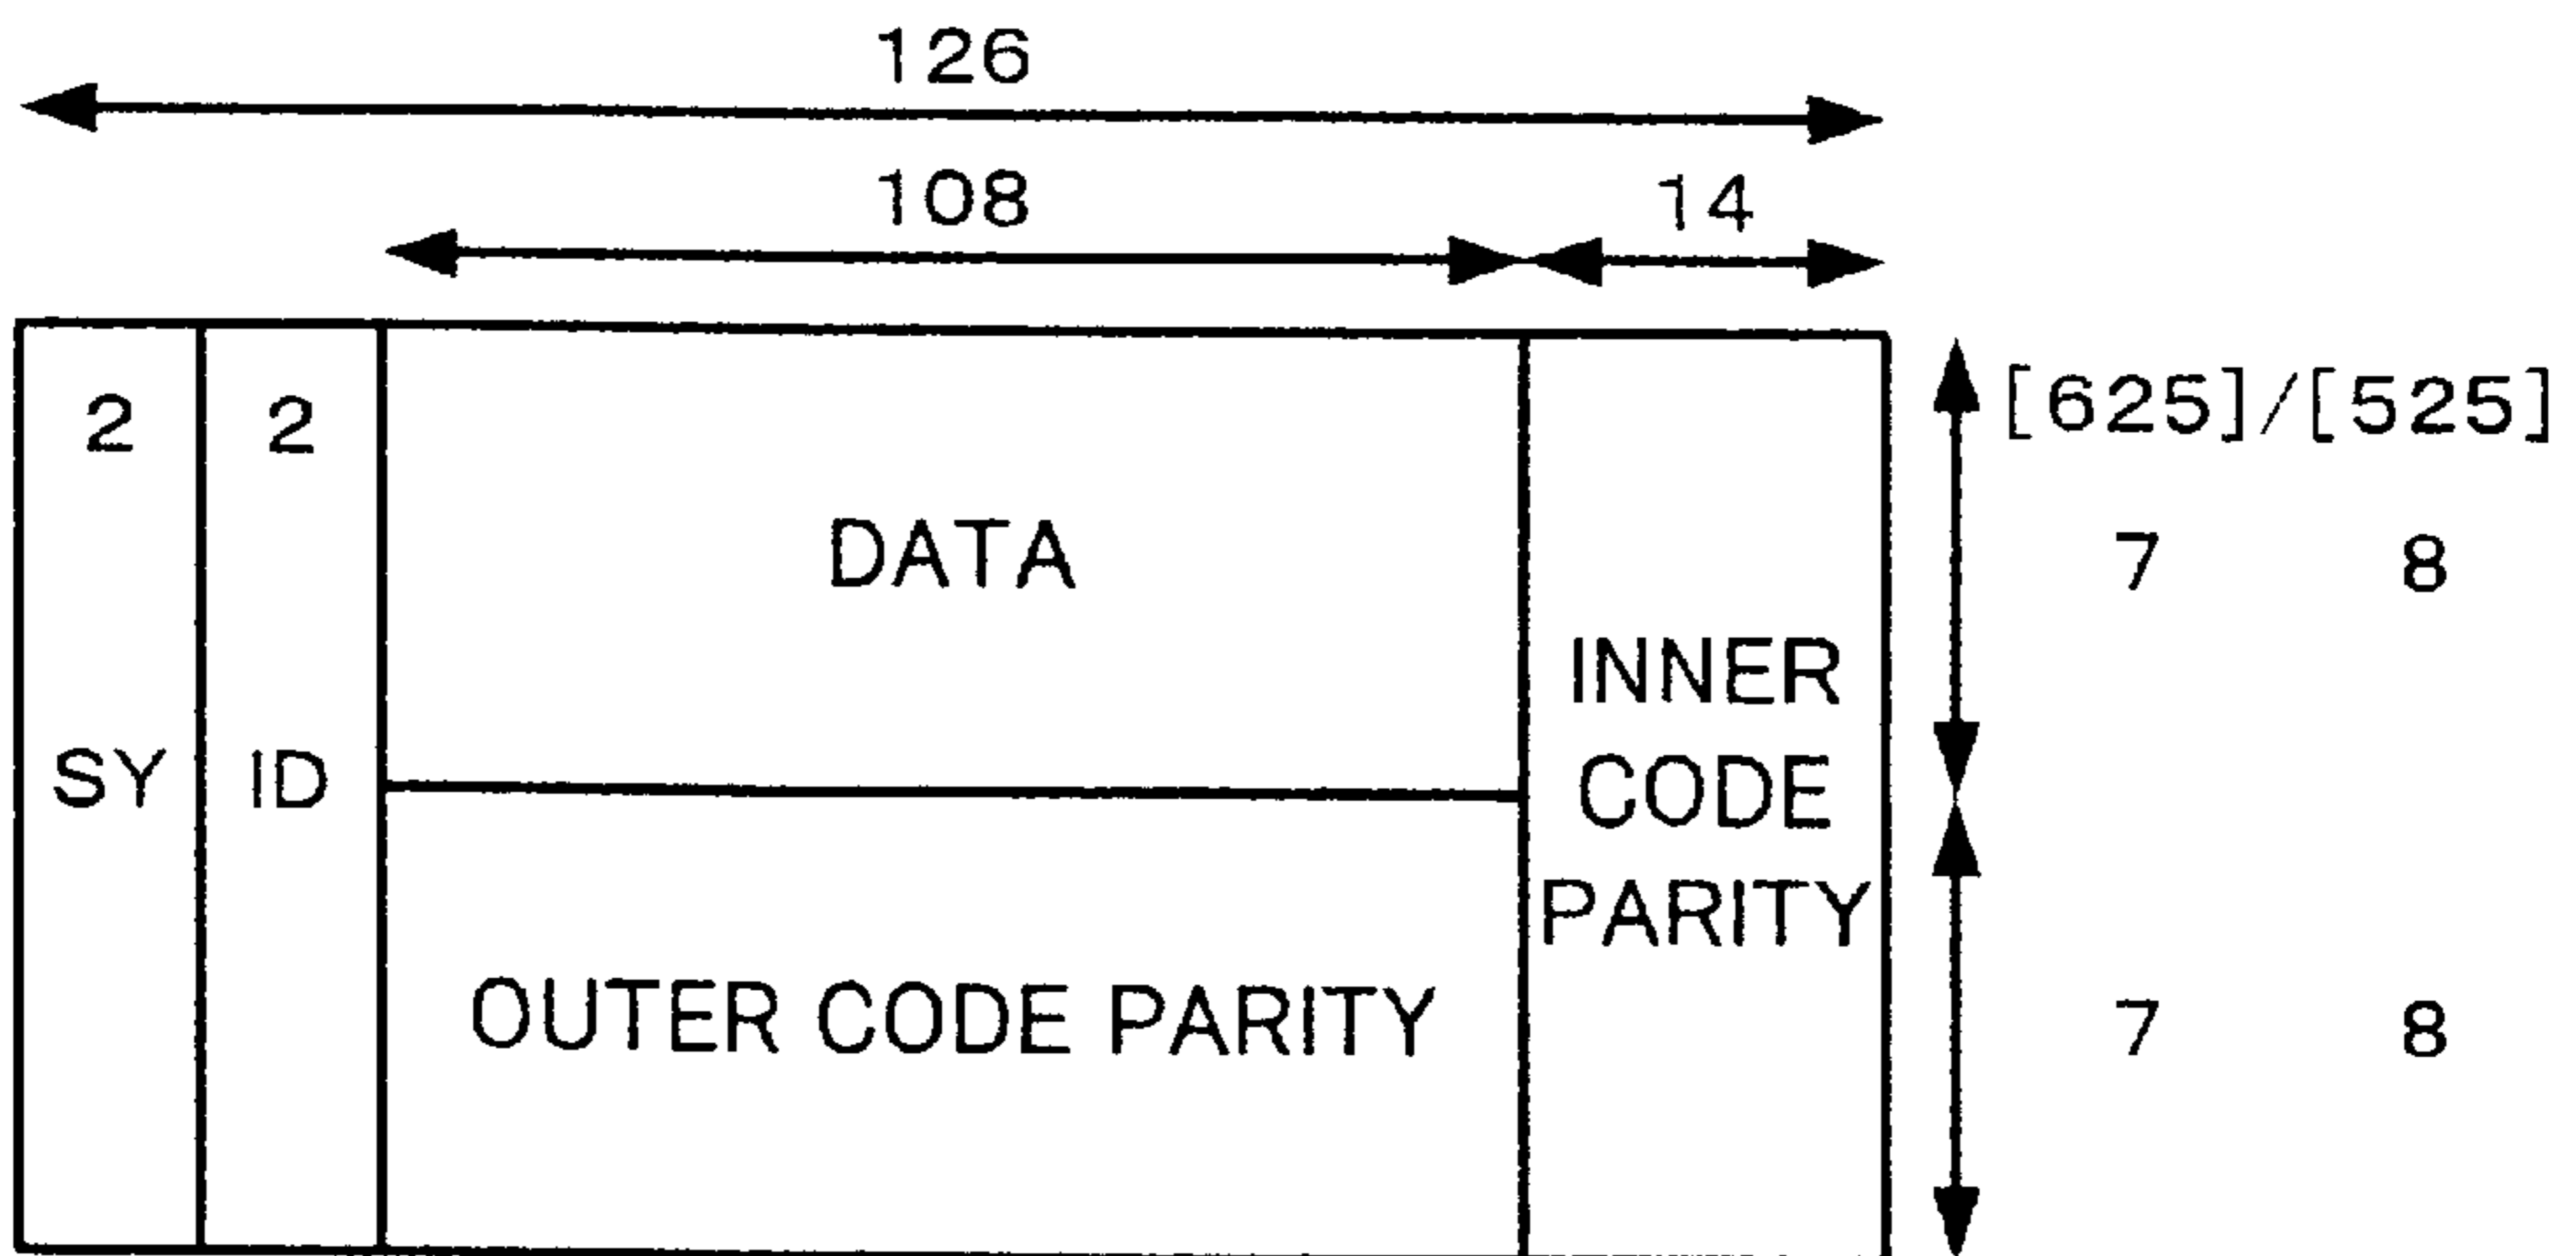 126
108 14
[625]/[525]
2 2
DATA 7 8
INNER
SY ID CODE
PARITY
OUTER CODE PARITY 7 8